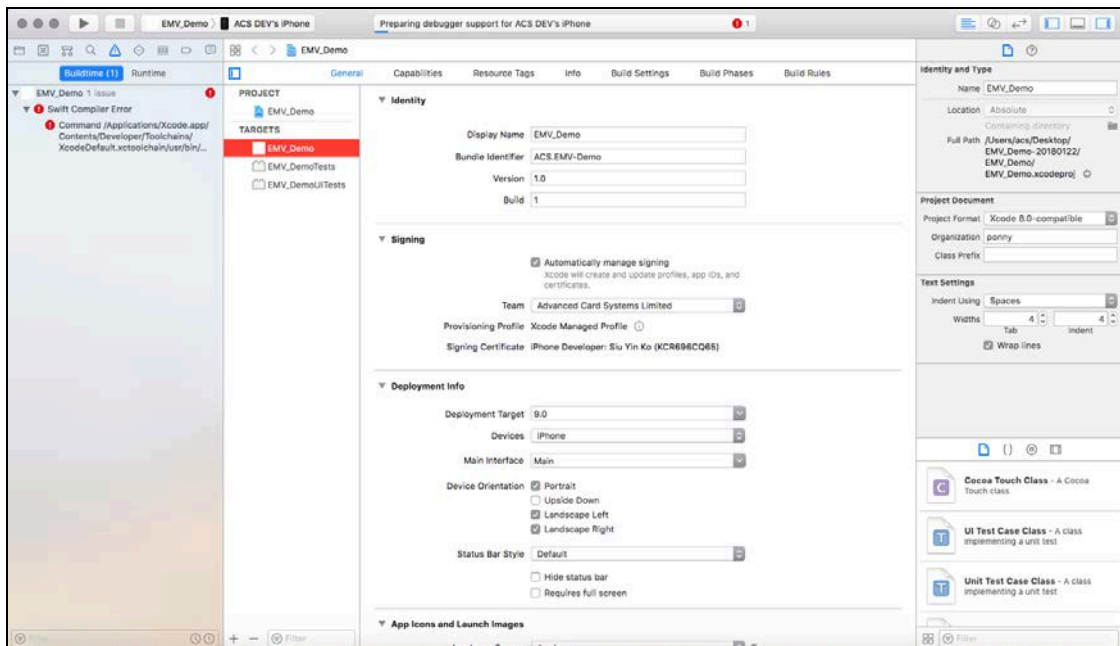 EMV_Demo
ACS DEV's iPhone
Preparing debugger support for ACS DEV's iPhone
1
EMV_Demo
Buildtime (1)
Runtime
EMV_Demo 1 issue
Swift Compiler Error
Command /Applications/Xcode.app/
Contents/Developer/Toolchains/
XcodeDefault.xctoolchain/usr/bin/...
Filter
General
Capabilities
Resource Tags
Info
Build Settings
Build Phases
Build Rules
PROJECT
EMV_Demo
TARGETS
EMV_Demo
EMV_DemoTests
EMV_DemoUITests
Filter
Identity
Display Name EMV_Demo
Bundle Identifier ACS.EMV-Demo
Version 1.0
Build 1
Signing
Automatically manage signing
Xcode will create and update profiles, app IDs, and
certificates.
Team Advanced Card Systems Limited
Provisioning Profile Xcode Managed Profile
Signing Certificate iPhone Developer: Siu Yin Ko (KCR696CQ65)
Deployment Info
Deployment Target 9.0
Devices iPhone
Main Interface Main
Device Orientation Portrait
Upside Down
Landscape Left
Landscape Right
Status Bar Style Default
Hide status bar
Requires full screen
App Icons and Launch Images
Identity and Type
Name EMV_Demo
Location Absolute
Containing directory
Full Path /Users/acs/Desktop/
EMV_Demo-20180122/
EMV_Demo/
EMV_Demo.xcodeproj
Project Document
Project Format Xcode 8.0-compatible
Organization ponny
Class Prefix
Text Settings
Indent Using Spaces
Widths 4 4
Tab Indent
Wrap lines
Cocoa Touch Class - A Cocoa
Touch class
UI Test Case Class - A class
implementing a unit test
Unit Test Case Class - A class
implementing a unit test
Filter